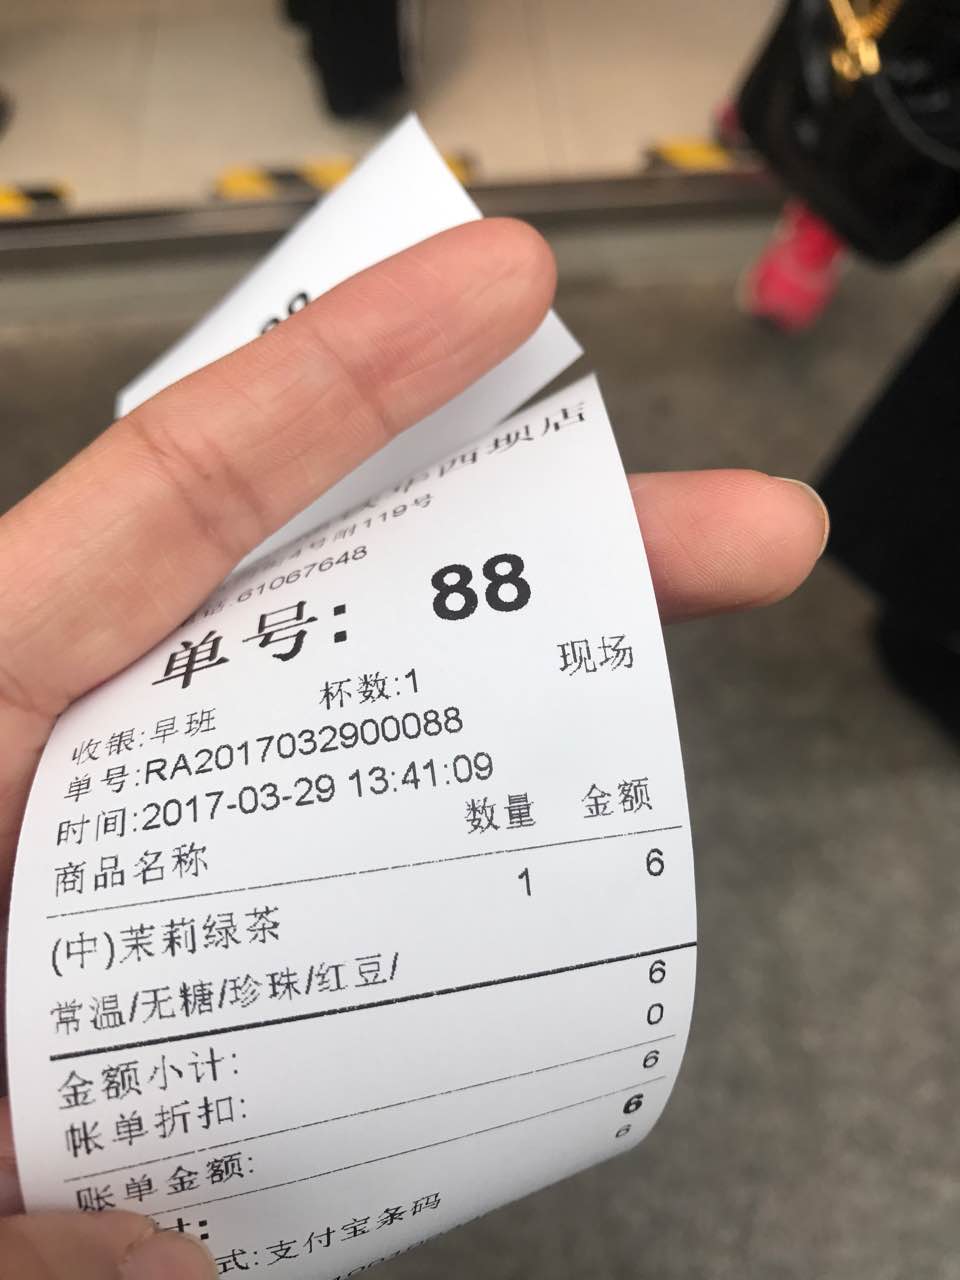 西坝店
4号附119号
61067648
单号: 88
收银:早班 杯数:1 现场
单号:RA2017032900088
时间:2017-03-29 13:41:09
商品名称 数量 金额
(中)茉莉绿茶 1 6
常温/无糖/珍珠/红豆/
金额小计: 6
帐单折扣: 0
账单金额: 6
6
式:支付宝条码 6